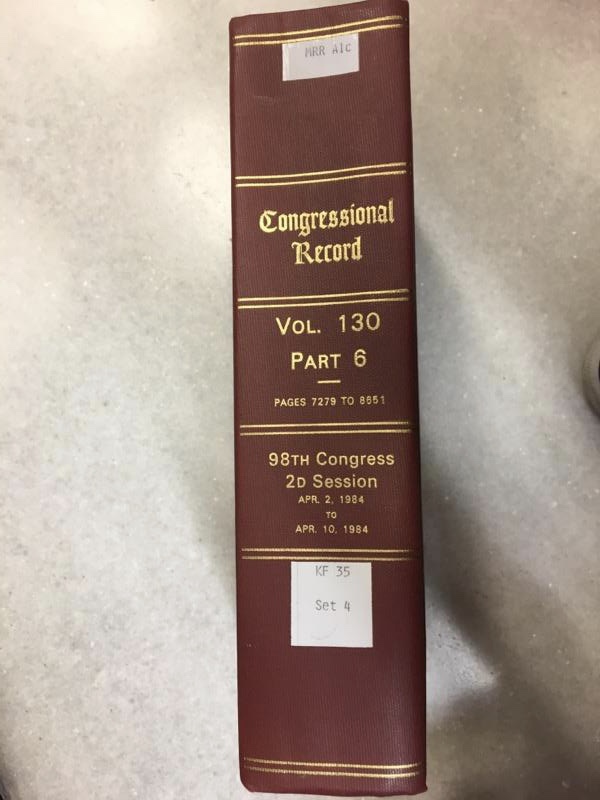 MRR Alc
Congressional
Record
VOL. 130
PART 6
PAGES 7279 TO 8651
98TH Congress
2D Session
APR. 2, 1984
TO
APR. 10, 1984
KF 35
Set 4